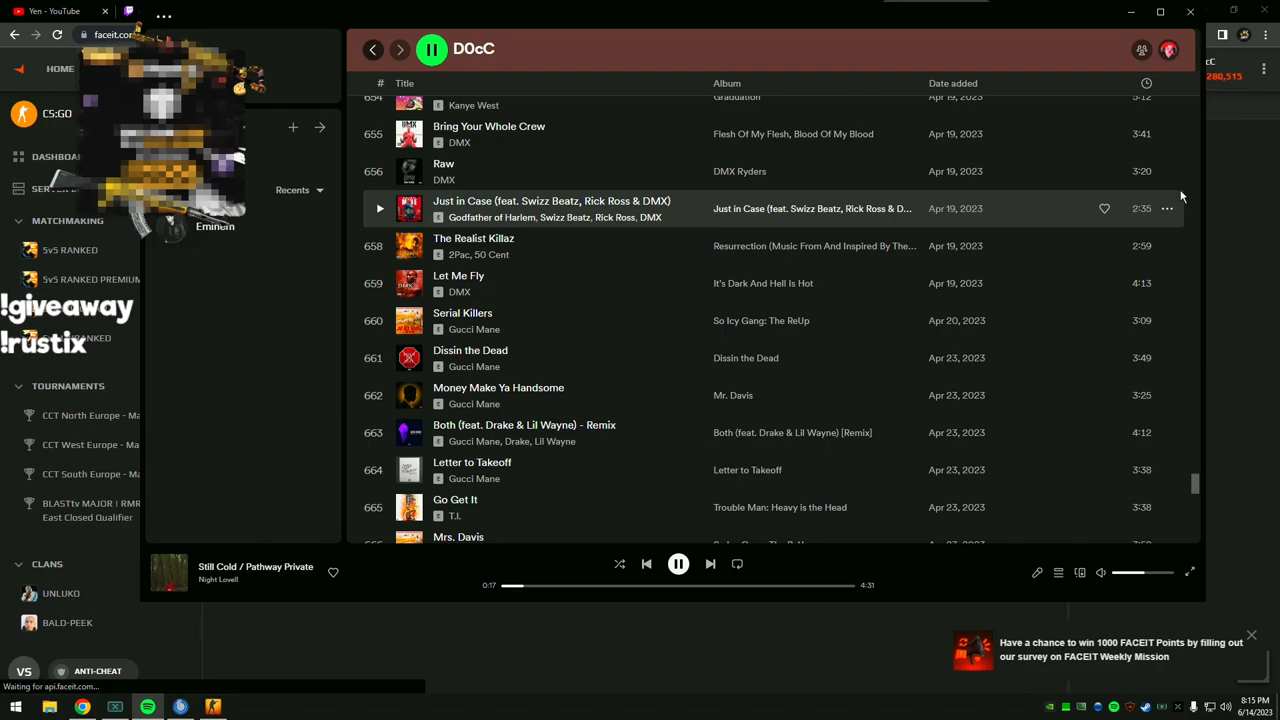 Yen - YouTube
faceit.com
HOME
CS:GO
DASHBOA
SERVER
MATCHMAKING
5V5 RANKED
5V5 RANKED PREMIUM
!giveaway
!rustix
TOURNAMENTS
CCT North Europe - Ma
CCT West Europe - Ma
CCT South Europe - Ma
BLASTtv MAJOR | RMR
East Closed Qualifier
CLANS
UNLUKO
BALD-PEEK
VS ANTI-CHEAT
Waiting for api.faceit.com...
Recents
Eminem
D0cC
# Title Album Date added
654 Kanye West Graduation Apr 19, 2023 5:12
655 Bring Your Whole Crew Flesh Of My Flesh, Blood Of My Blood Apr 19, 2023 3:41
E DMX
656 Raw DMX Ryders Apr 19, 2023 3:20
DMX
Just in Case (feat. Swizz Beatz, Rick Ross & DMX) Just in Case (feat. Swizz Beatz, Rick Ross & D... Apr 19, 2023 2:35
E Godfather of Harlem, Swizz Beatz, Rick Ross, DMX
658 The Realist Killaz Resurrection (Music From And Inspired By The... Apr 19, 2023 2:59
E 2Pac, 50 Cent
659 Let Me Fly It's Dark And Hell Is Hot Apr 19, 2023 4:13
E DMX
660 Serial Killers So Icy Gang: The ReUp Apr 20, 2023 3:09
E Gucci Mane
661 Dissin the Dead Dissin the Dead Apr 23, 2023 3:49
E Gucci Mane
662 Money Make Ya Handsome Mr. Davis Apr 23, 2023 3:25
E Gucci Mane
663 Both (feat. Drake & Lil Wayne) - Remix Both (feat. Drake & Lil Wayne) [Remix] Apr 23, 2023 4:12
E Gucci Mane, Drake, Lil Wayne
664 Letter to Takeoff Letter to Takeoff Apr 23, 2023 3:38
E Gucci Mane
665 Go Get It Trouble Man: Heavy is the Head Apr 23, 2023 3:38
E T.I.
Mrs. Davis
Still Cold / Pathway Private
Night Lovell
0:17 4:31
280,515
Have a chance to win 1000 FACEIT Points by filling out
our survey on FACEIT Weekly Mission
8:15 PM
6/14/2023